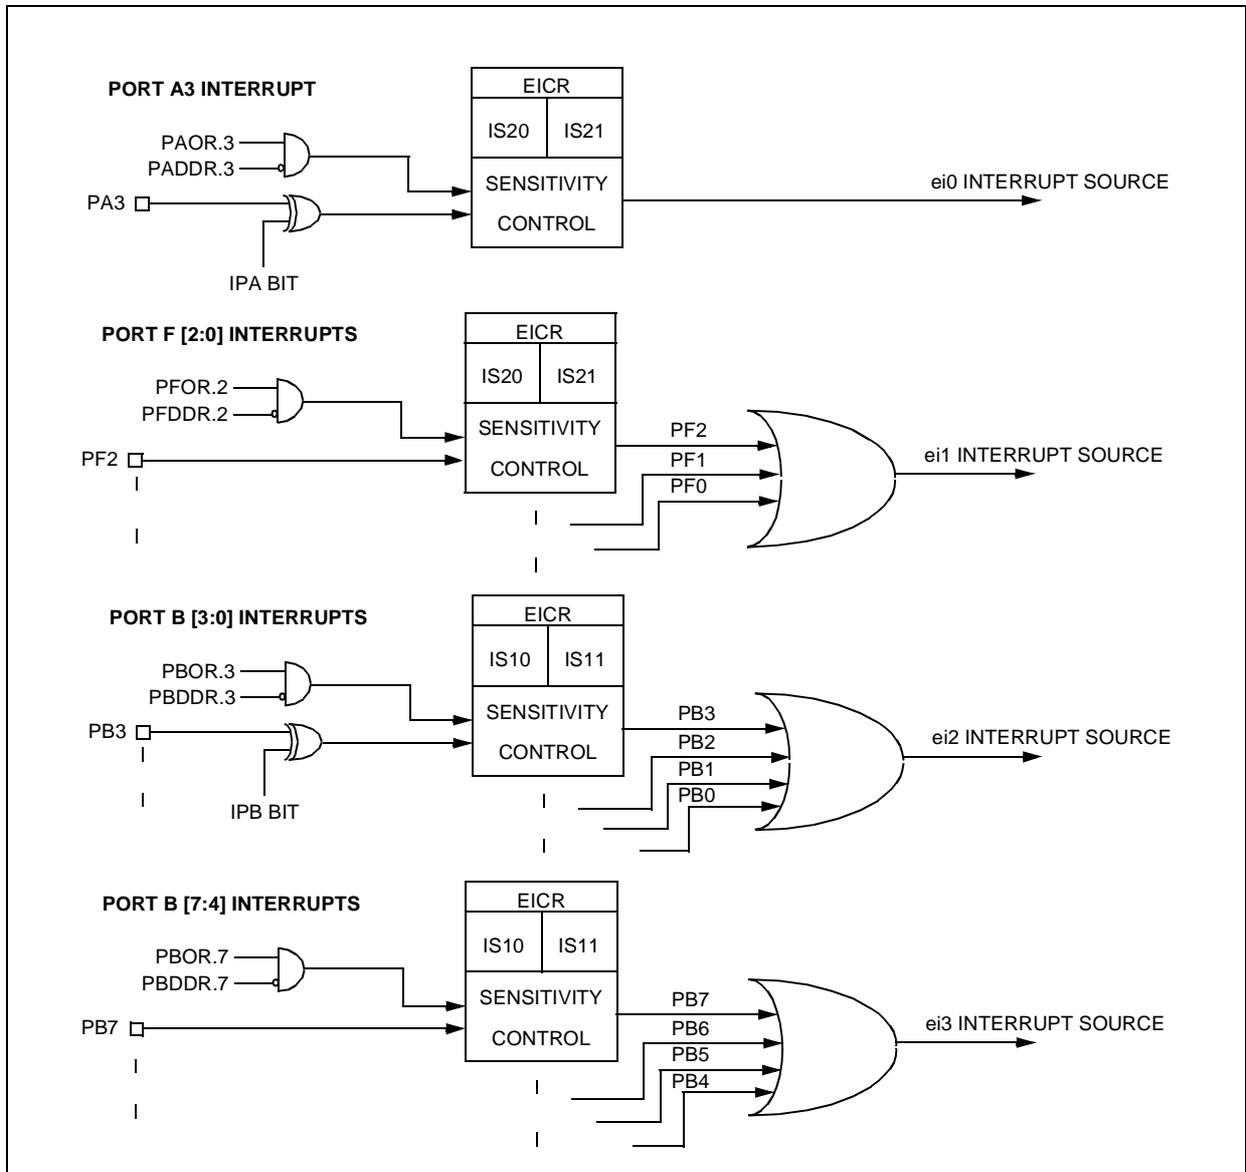 PORT A3 INTERRUPT
EICR
IS20 IS21
PAOR.3
PADDR.3
SENSITIVITY
CONTROL
PA3
IPA BIT
ei0 INTERRUPT SOURCE
PORT F [2:0] INTERRUPTS
EICR
IS20 IS21
PFOR.2
PFDDR.2
SENSITIVITY
CONTROL
PF2
PF2
PF1
PF0
ei1 INTERRUPT SOURCE
PORT B [3:0] INTERRUPTS
EICR
IS10 IS11
PBOR.3
PBDDR.3
SENSITIVITY
CONTROL
PB3
IPB BIT
PB3
PB2
PB1
PB0
ei2 INTERRUPT SOURCE
PORT B [7:4] INTERRUPTS
EICR
IS10 IS11
PBOR.7
PBDDR.7
SENSITIVITY
CONTROL
PB7
PB7
PB6
PB5
PB4
ei3 INTERRUPT SOURCE